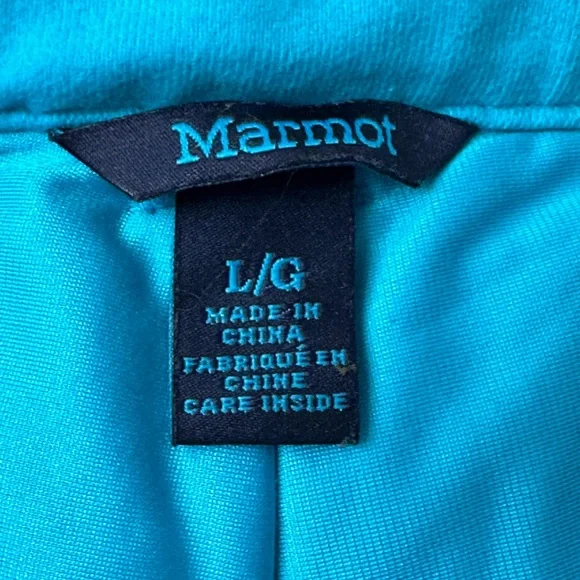 Marmot
L/G
MADE IN
CHINA
FABRIQUÉ EN
CHINE
CARE INSIDE